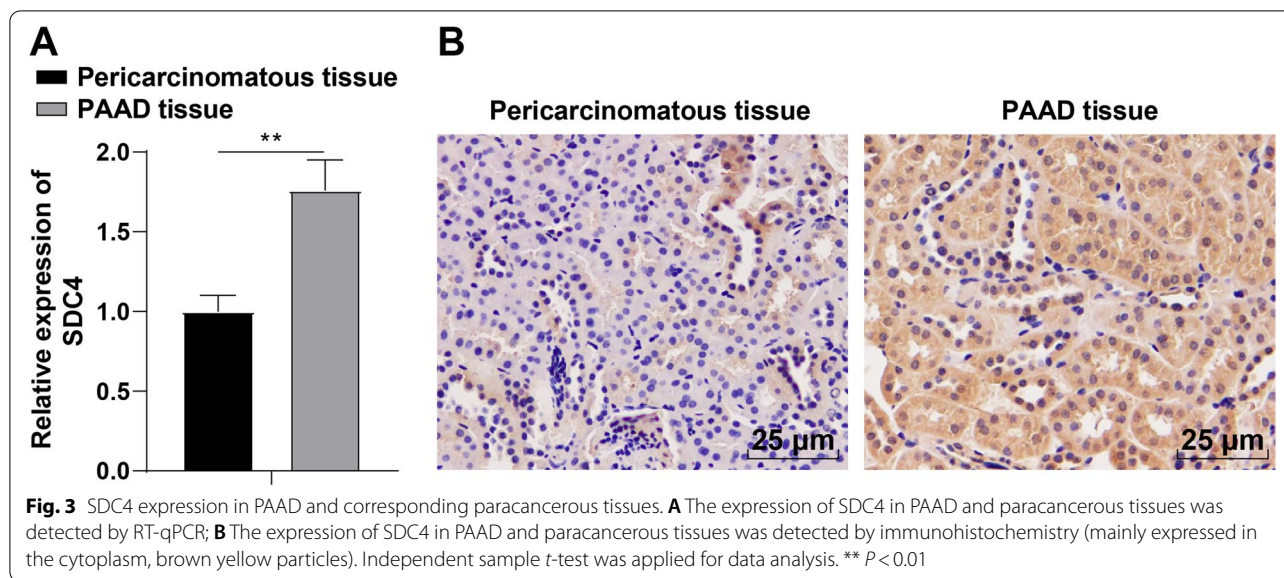 A
B
Pericarcinomatous tissue
PAAD tissue
Relative expression of
SDC4
2.0
1.5
1.0
0.5
0.0
**
Pericarcinomatous tissue
PAAD tissue
25 μm
25 μm
Fig. 3 SDC4 expression in PAAD and corresponding paracancerous tissues. A The expression of SDC4 in PAAD and paracancerous tissues was
detected by RT-qPCR; B The expression of SDC4 in PAAD and paracancerous tissues was detected by immunohistochemistry (mainly expressed in
the cytoplasm, brown yellow particles). Independent sample t-test was applied for data analysis. ** P < 0.01